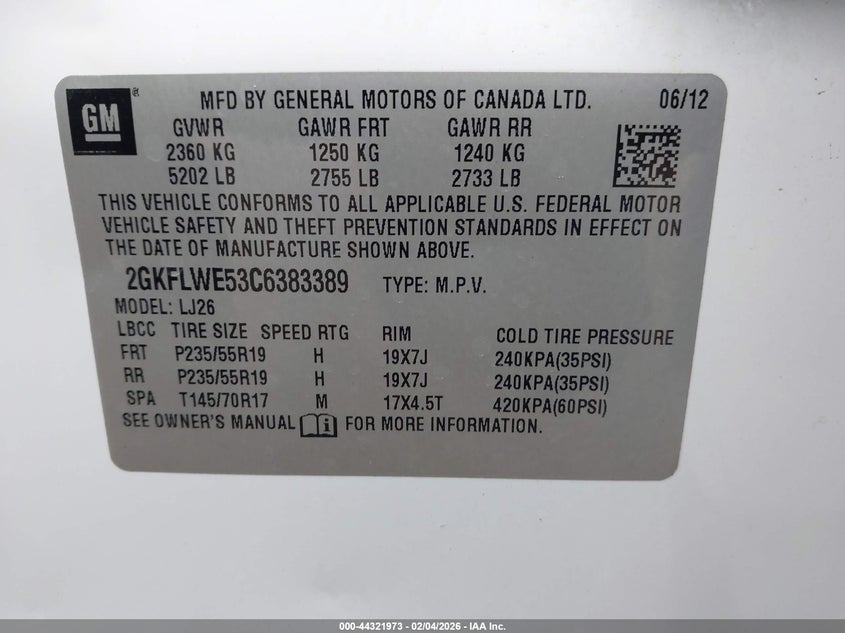 GM ® MFD BY GENERAL MOTORS OF CANADA LTD. 06/12
GVWR GAWR FRT GAWR RR
2360 KG 1250 KG 1240 KG
5202 LB 2755 LB 2733 LB
THIS VEHICLE CONFORMS TO ALL APPLICABLE U.S. FEDERAL MOTOR
VEHICLE SAFETY AND THEFT PREVENTION STANDARDS IN EFFECT ON
THE DATE OF MANUFACTURE SHOWN ABOVE.
2GKFLWE53C6383389 TYPE: M.P.V.
MODEL: LJ26
LBCC TIRE SIZE SPEED RTG RIM COLD TIRE PRESSURE
FRT P235/55R19 H 19X7J 240KPA(35PSI)
RR P235/55R19 H 19X7J 240KPA(35PSI)
SPA T145/70R17 M 17X4.5T 420KPA(60PSI)
SEE OWNER'S MANUAL i FOR MORE INFORMATION.
000-44321973 - 02/04/2026 - IAA Inc.